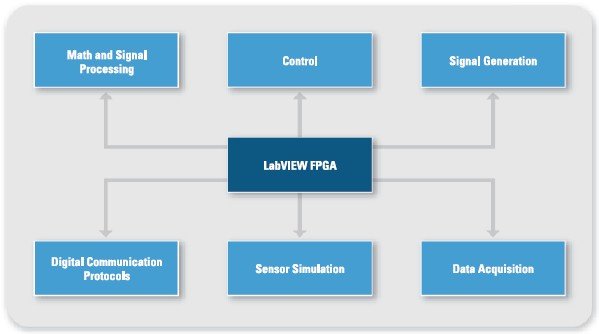 Math and Signal
Processing
Control
Signal Generation
LabVIEW FPGA
Digital Communication
Protocols
Sensor Simulation
Data Acquisition